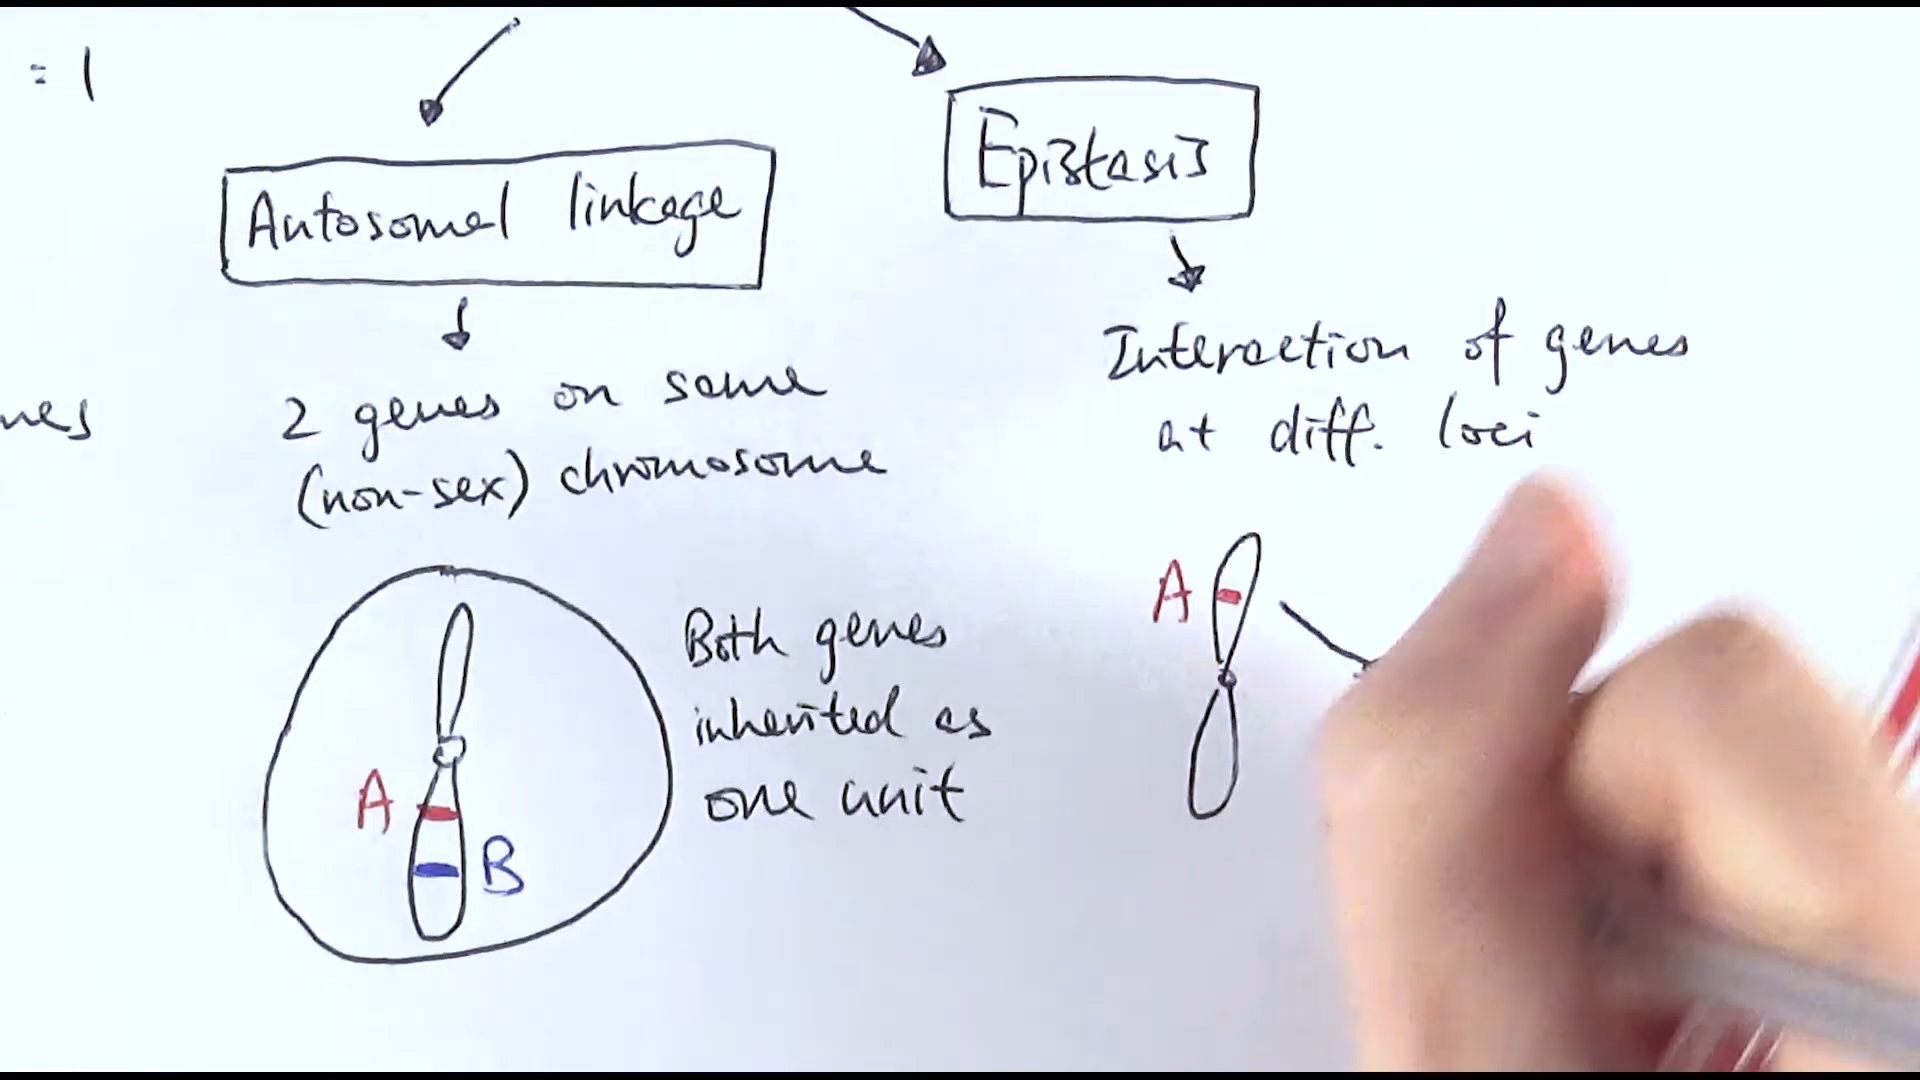 = 1
Autosomal linkage
Epistasis
2 genes on same
(non-sex) chromosome
Interaction of genes
at diff. loci
Both genes
inherited as
one unit
A
B
A